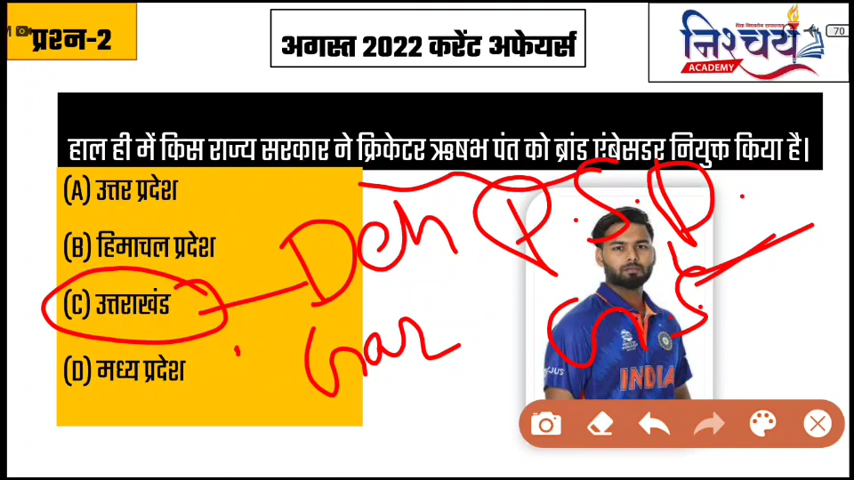 प्रश्न-2
अगस्त 2022 करेंट अफेयर्स
निश्चय
ACADEMY
70
हाल ही में किस राज्य सरकार ने क्रिकेटर ऋषभ पंत को ब्रांड एंबेसडर नियुक्त किया है।
(A) उत्तर प्रदेश
(B) हिमाचल प्रदेश
(C) उत्तराखंड
(D) मध्य प्रदेश
Deh
P.S.D.
Gar
G.S
INDIA